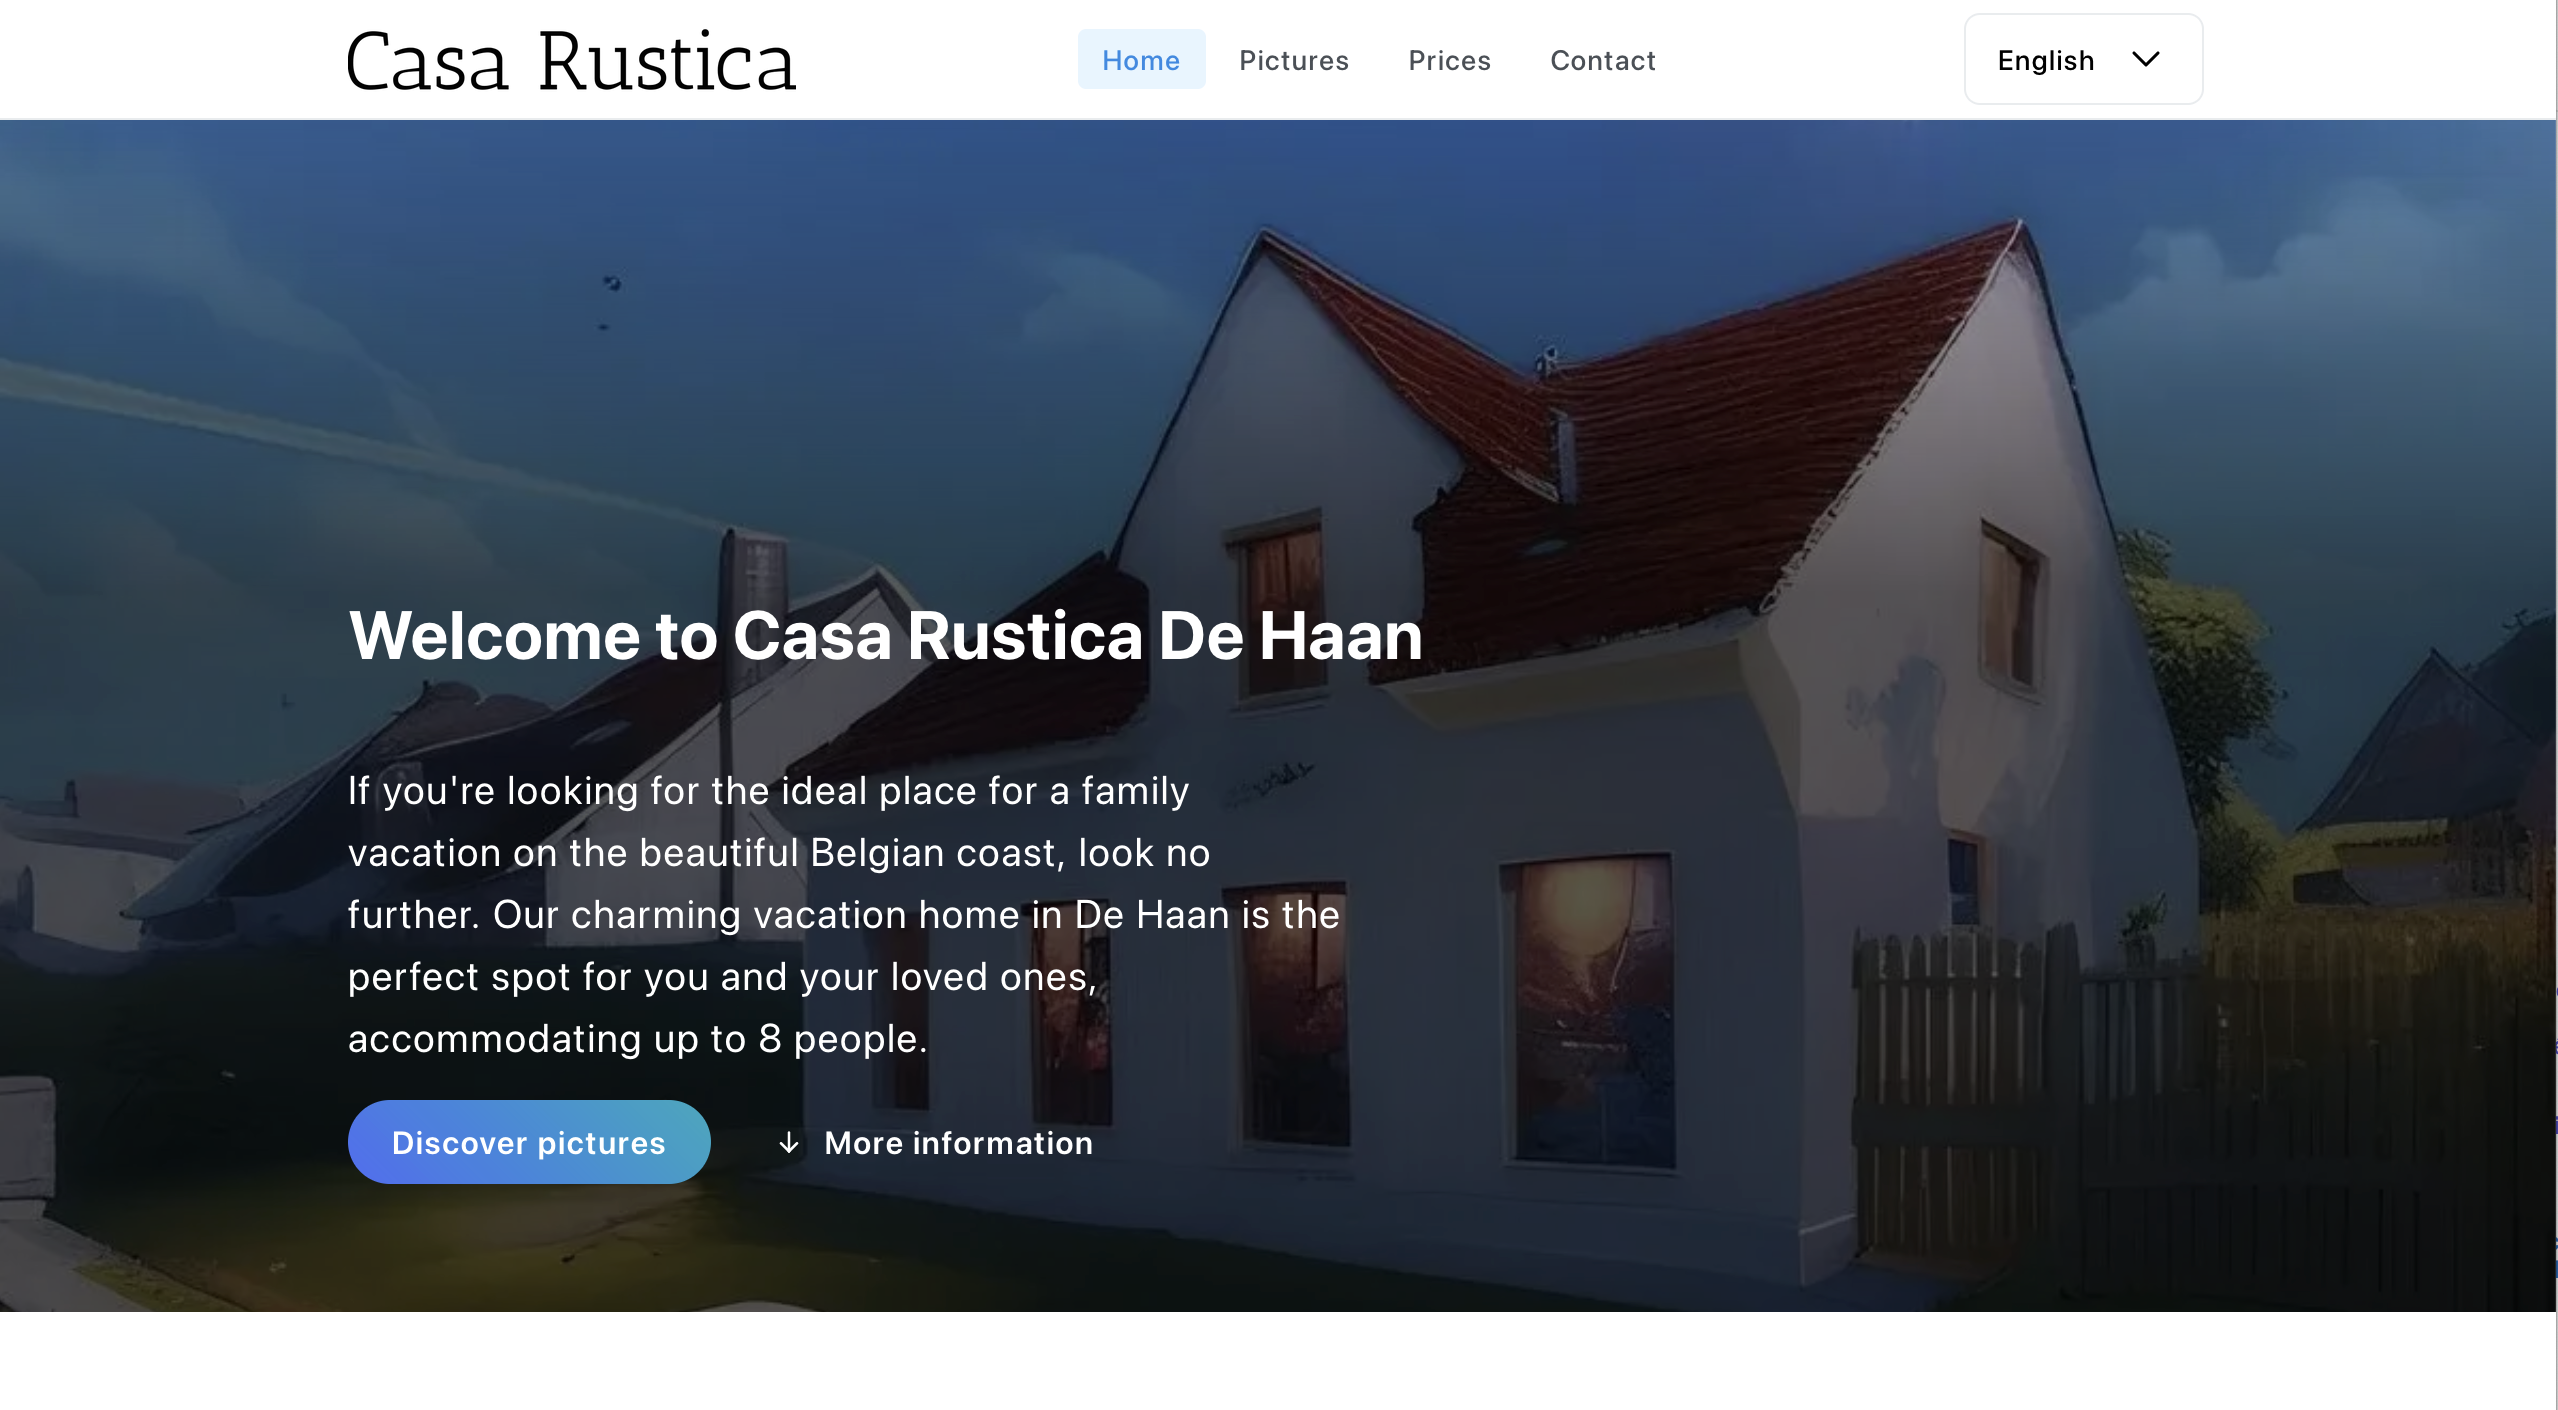 Casa Rustica
Home
Pictures
Prices
Contact
English
Welcome to Casa Rustica De Haan
If you're looking for the ideal place for a family
vacation on the beautiful Belgian coast, look no
further. Our charming vacation home in De Haan is the
perfect spot for you and your loved ones,
accommodating up to 8 people.
Discover pictures
More information